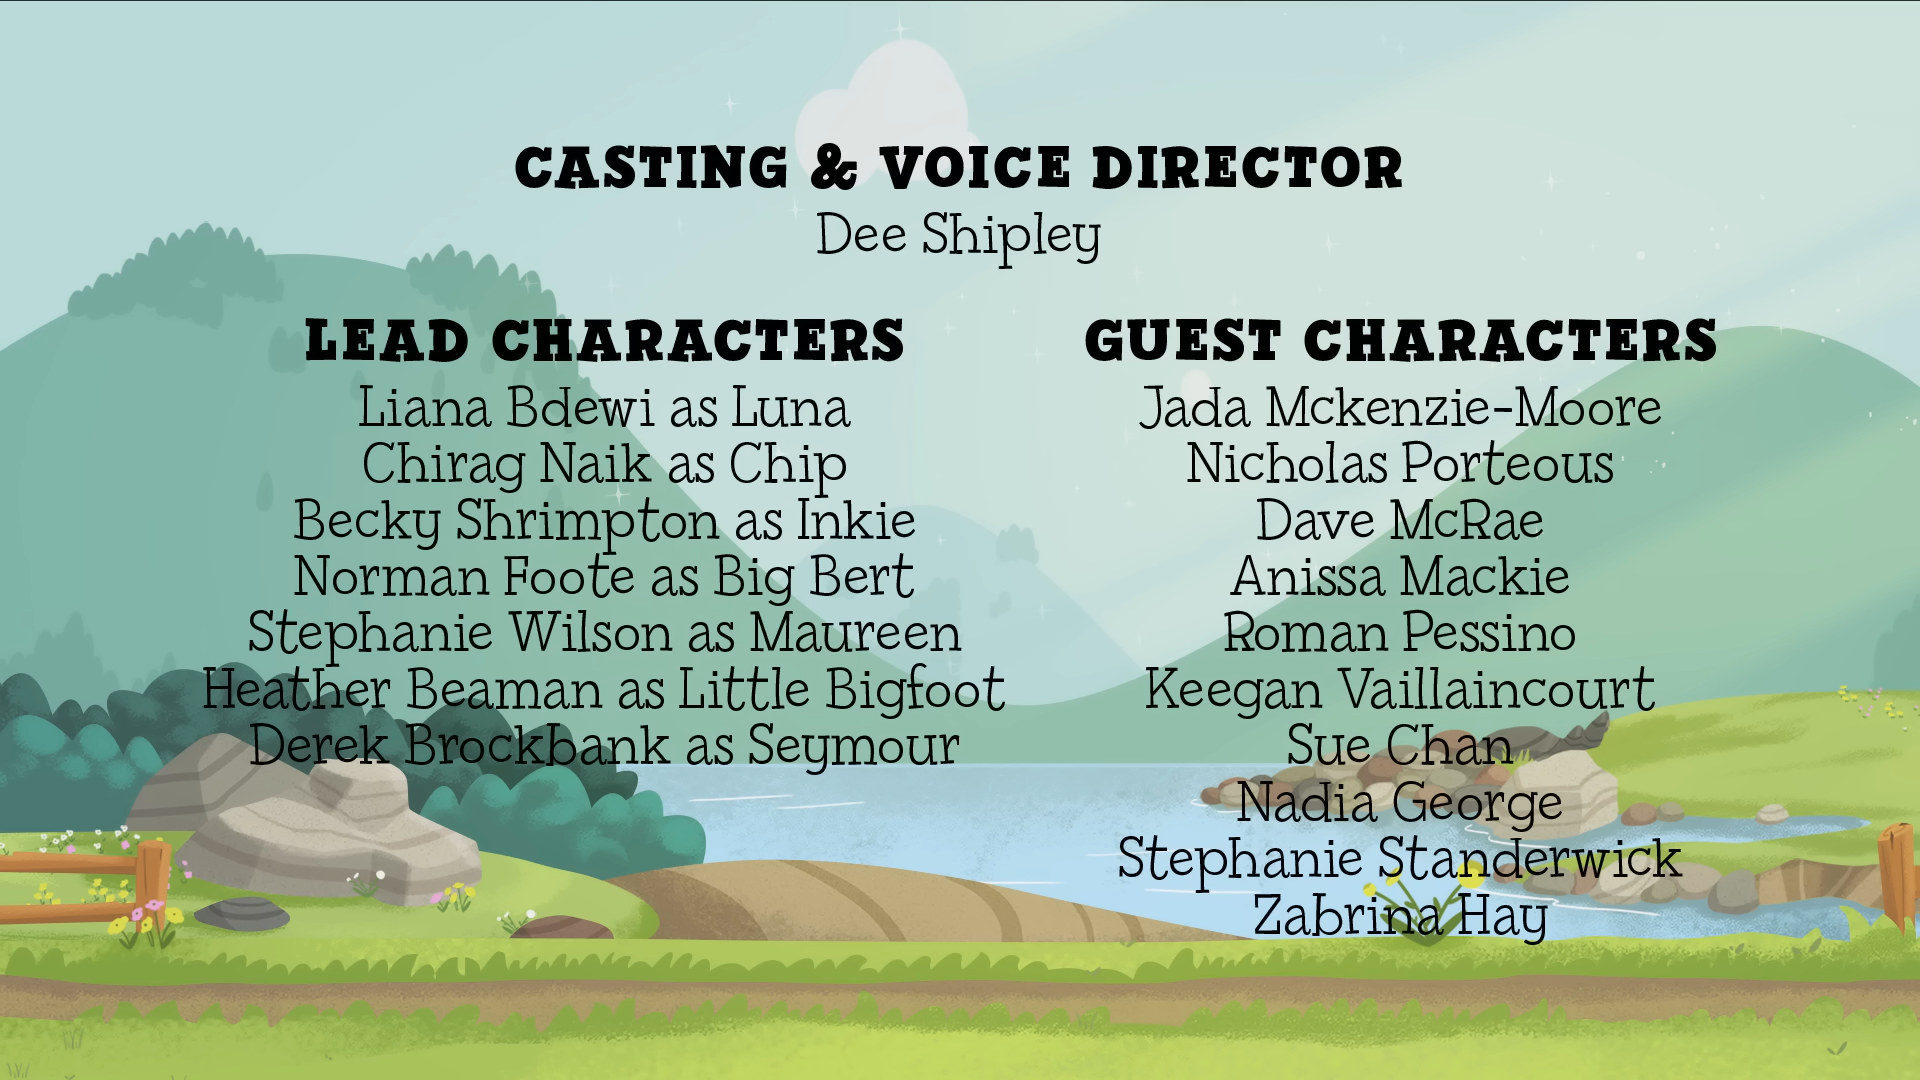 CASTING & VOICE DIRECTOR
Dee Shipley
LEAD CHARACTERS
Liana Bdewi as Luna
Chirag Naik as Chip
Becky Shrimpton as Inkie
Norman Foote as Big Bert
Stephanie Wilson as Maureen
Heather Beaman as Little Bigfoot
Derek Brockbank as Seymour
GUEST CHARACTERS
Jada Mckenzie-Moore
Nicholas Porteous
Dave McRae
Anissa Mackie
Roman Pessino
Keegan Vaillaincourt
Sue Chan
Nadia George
Stephanie Standerwick
Zabrina Hay